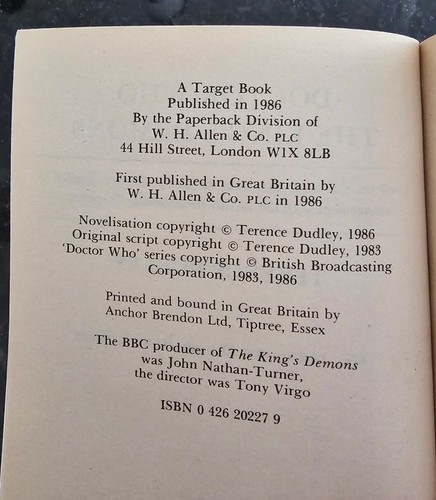 A Target Book
Published in 1986
By the Paperback Division of
W. H. Allen & Co. PLC
44 Hill Street, London W1X 8LB
First published in Great Britain by
W. H. Allen & Co. PLC in 1986
Novelisation copyright © Terence Dudley, 1986
Original script copyright © Terence Dudley, 1983
'Doctor Who' series copyright © British Broadcasting
Corporation, 1983, 1986
Printed and bound in Great Britain by
Anchor Brendon Ltd, Tiptree, Essex
The BBC producer of The King's Demons
was John Nathan-Turner,
the director was Tony Virgo
ISBN 0 426 20227 9